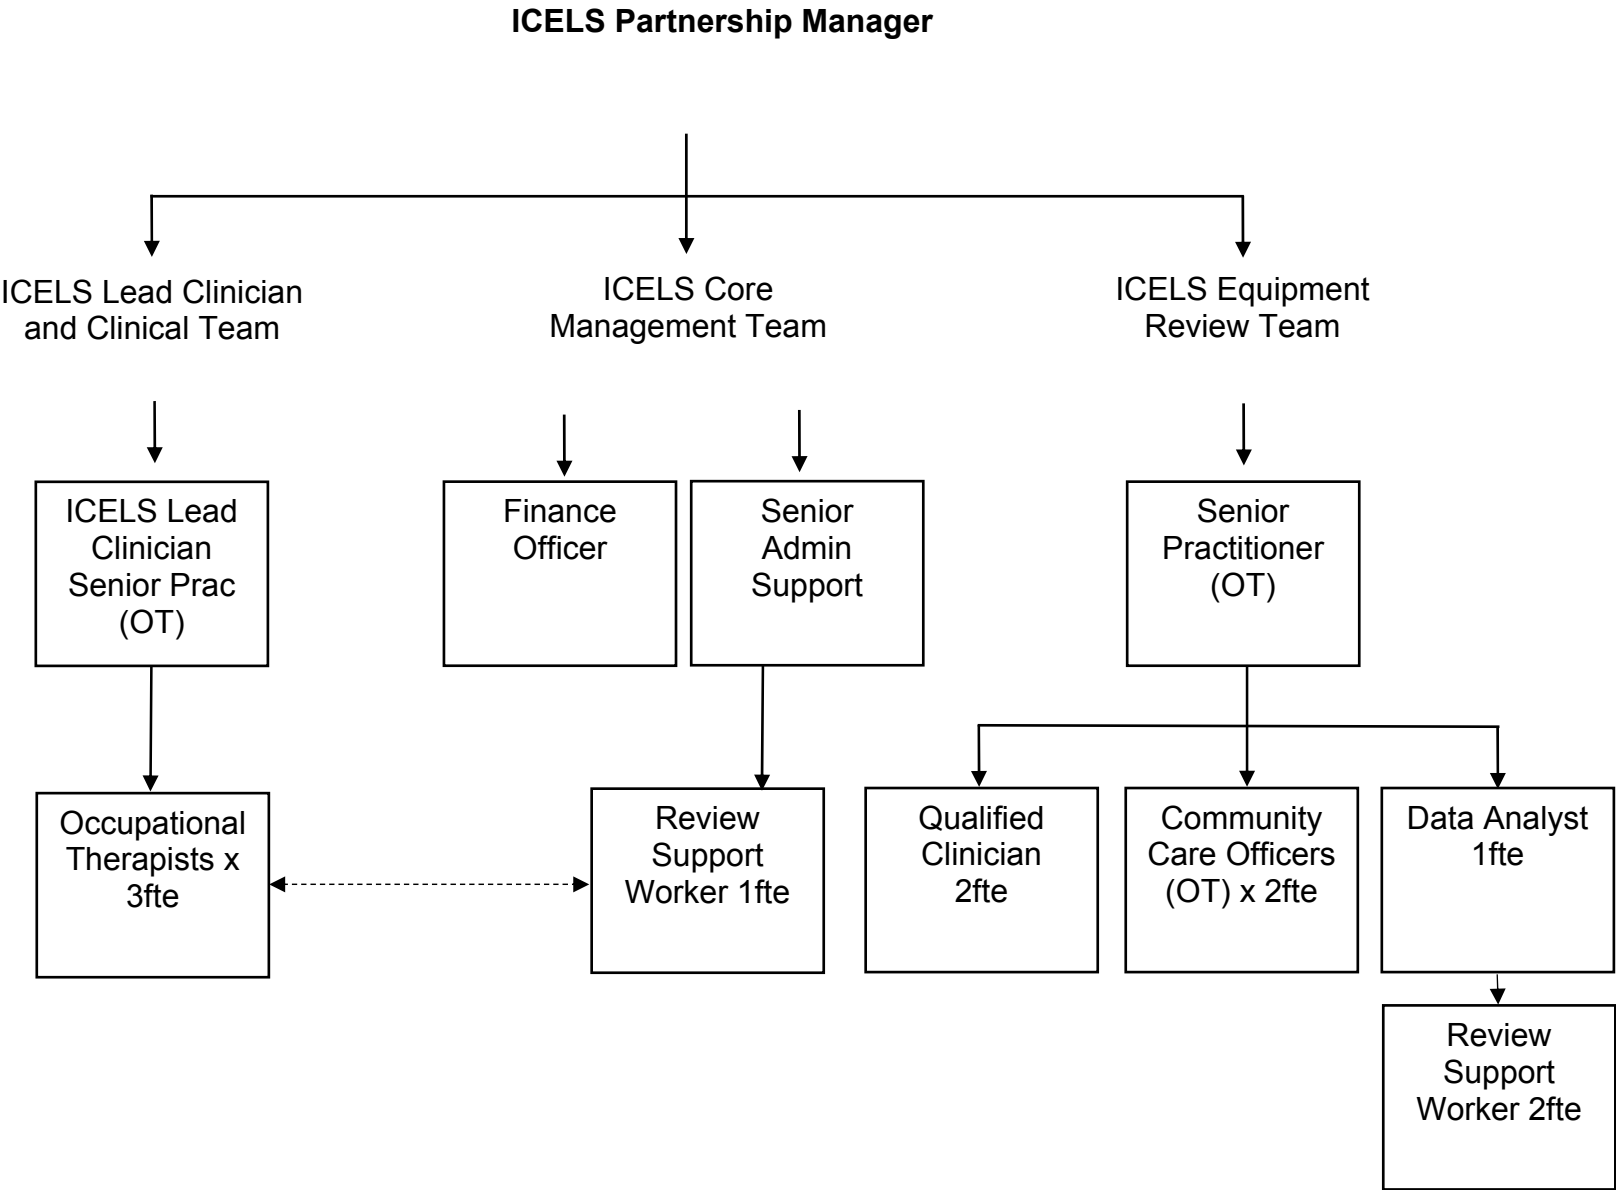 ICELS Partnership Manager
ICELS Lead Clinician
and Clinical Team
ICELS Core
Management Team
ICELS Equipment
Review Team
ICELS Lead
Clinician
Senior Prac
(OT)
Finance
Officer
Senior
Admin
Support
Senior
Practitioner
(OT)
Occupational
Therapists x
3fte
Review
Support
Worker 1fte
Qualified
Clinician
2fte
Community
Care Officers
(OT) x 2fte
Data Analyst
1fte
Review
Support
Worker 2fte